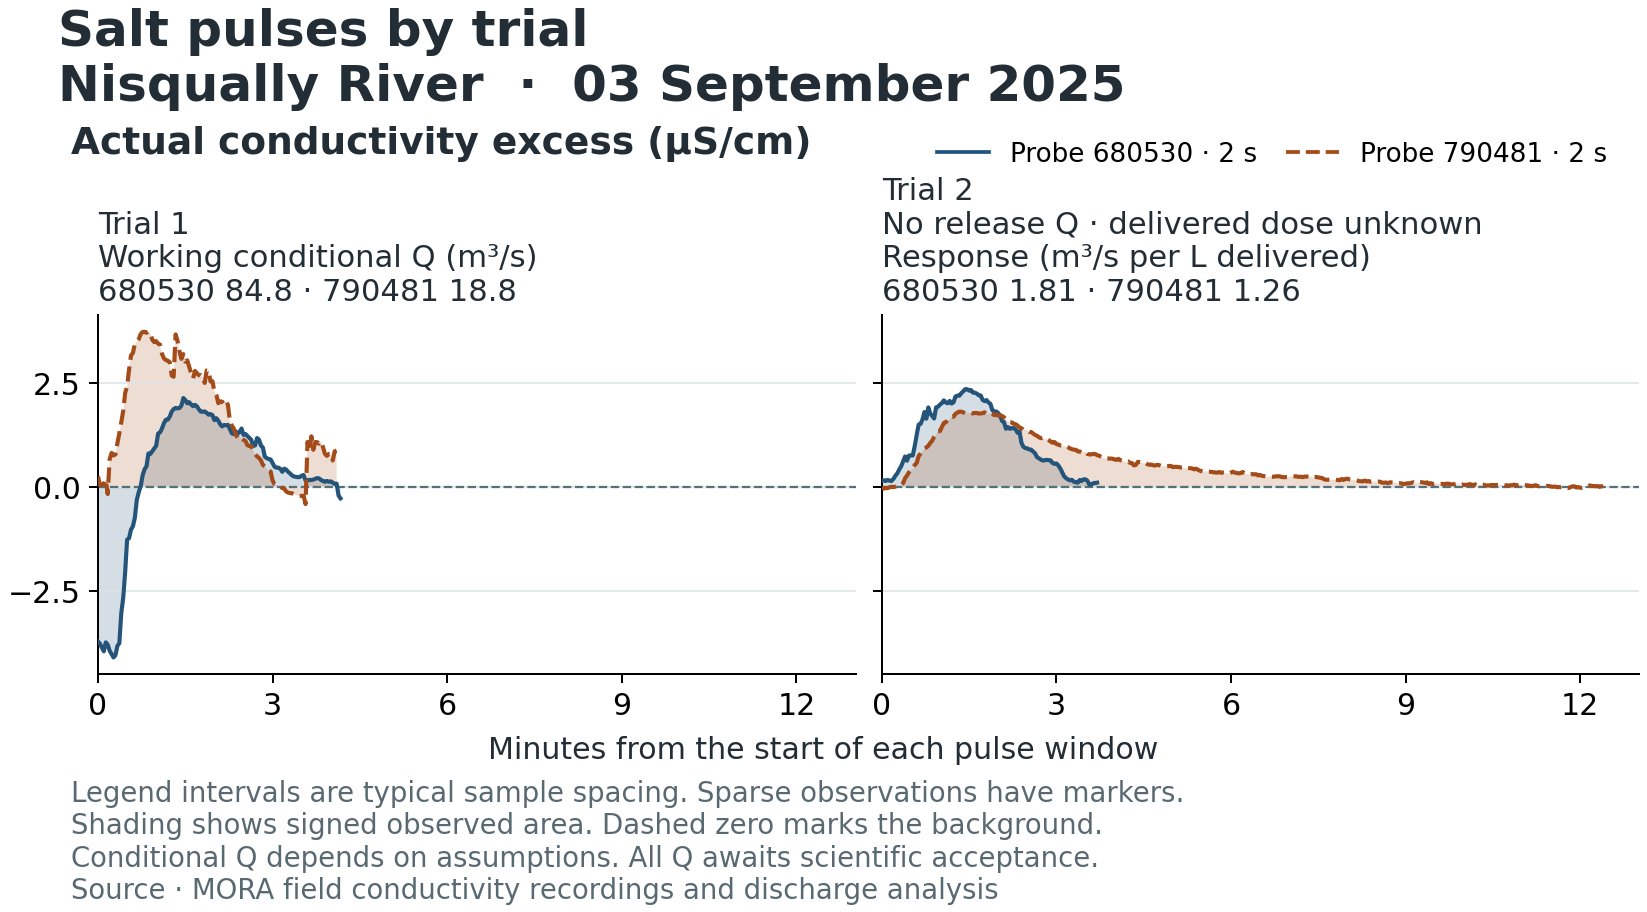 Salt pulses by trial
Nisqually River · 03 September 2025
Actual conductivity excess (µS/cm)
Probe 680530 · 2 s
Probe 790481 · 2 s
Trial 1
Working conditional Q (m³/s)
680530 84.8 · 790481 18.8
Trial 2
No release Q · delivered dose unknown
Response (m³/s per L delivered)
680530 1.81 · 790481 1.26
2.5
0.0
−2.5
0 3 6 9 12
0 3 6 9 12
Minutes from the start of each pulse window
Legend intervals are typical sample spacing. Sparse observations have markers.
Shading shows signed observed area. Dashed zero marks the background.
Conditional Q depends on assumptions. All Q awaits scientific acceptance.
Source · MORA field conductivity recordings and discharge analysis